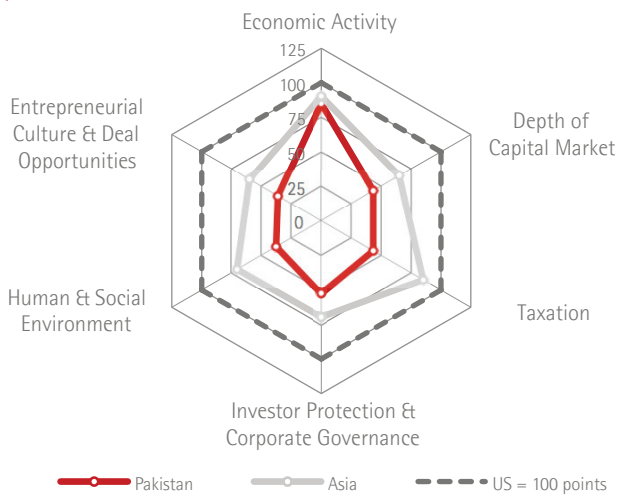 Economic Activity
125
100
75
50
25
0
Entrepreneurial
Culture & Deal
Opportunities
Depth of
Capital Market
Human & Social
Environment
Taxation
Investor Protection &
Corporate Governance
Pakistan
Asia
US = 100 points